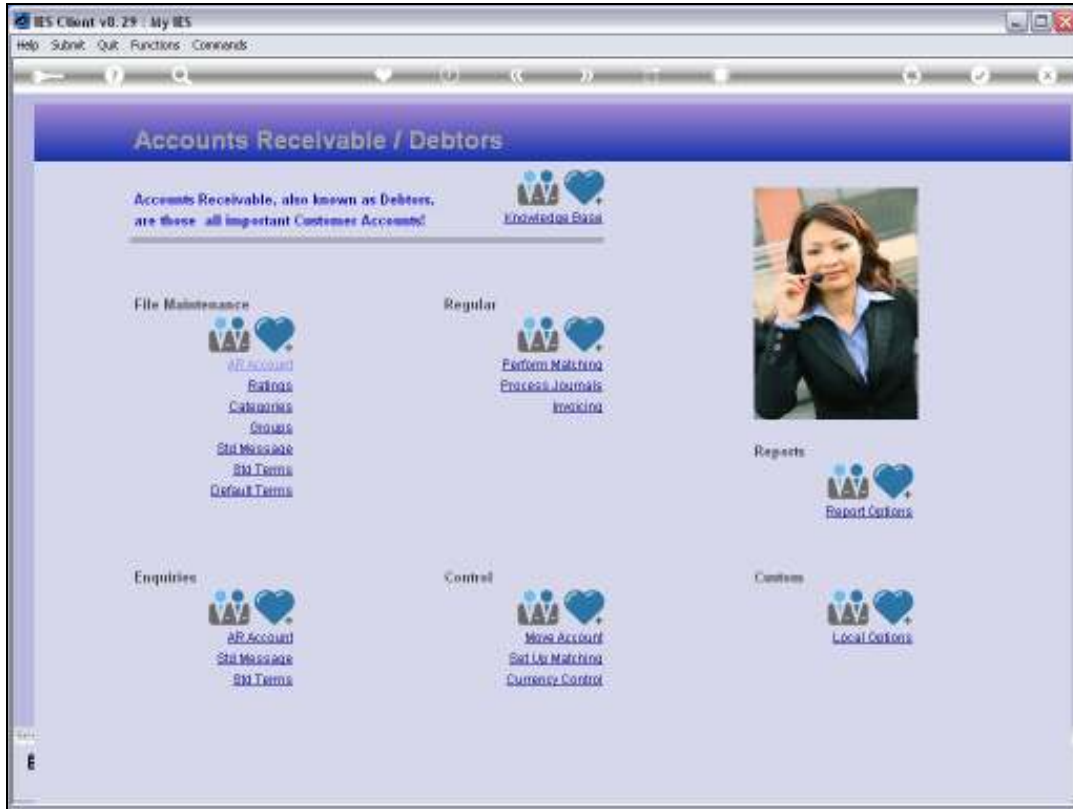 IES Client v8.29 : My IES
Help Submit Quit Functions Commands
Accounts Receivable / Debtors
Accounts Receivable, also known as Debtors,
are those all important Customer Accounts!
Knowledge Base
File Maintenance
AR Account
Ratings
Categories
Groups
Std Message
Std Terms
Default Terms
Regular
Perform Matching
Process Journals
Invoicing
Reports
Report Options
Enquiries
AR Account
Std Message
Std Terms
Control
Move Account
Set Up Matching
Currency Control
Custom
Local Options